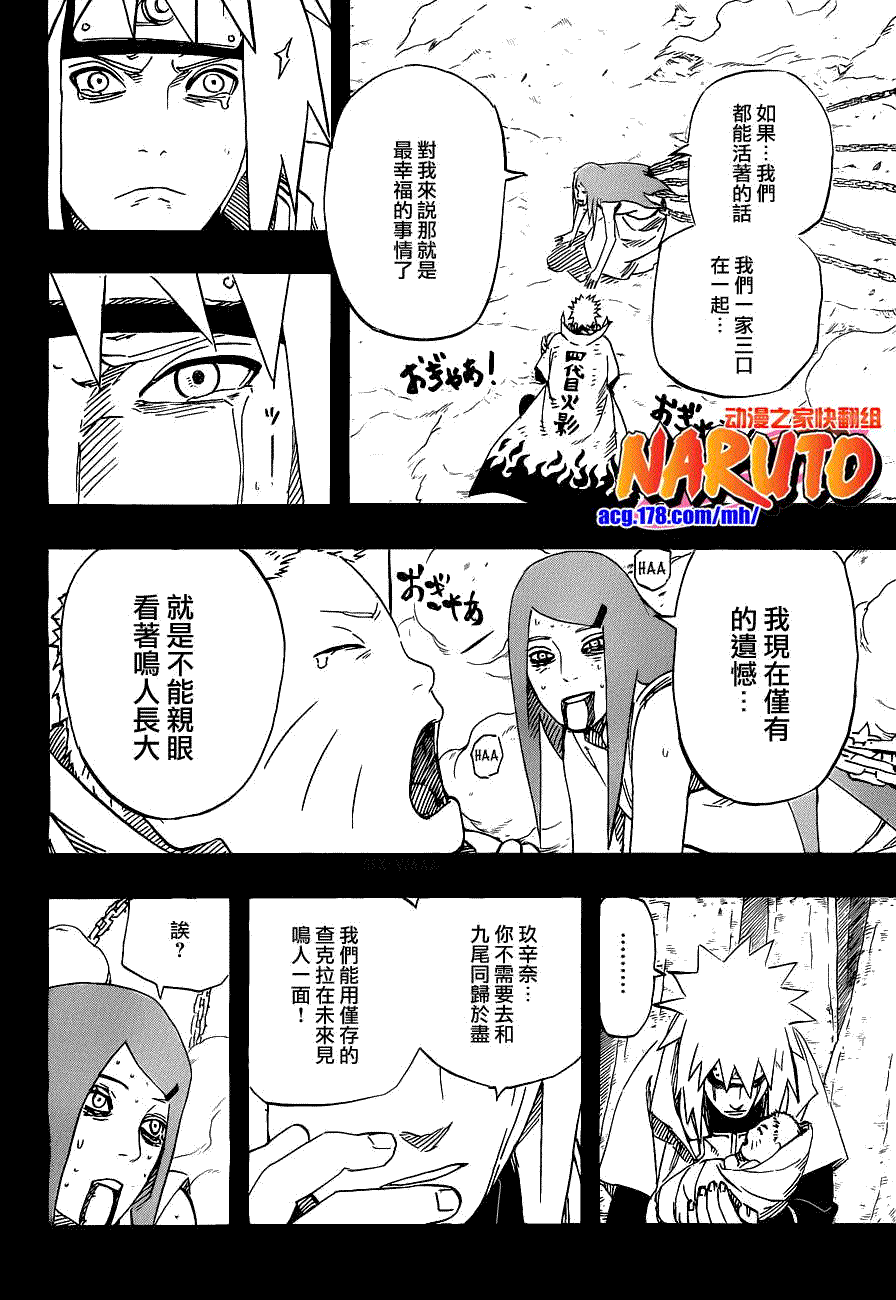 如果…我們
都能活著的話
我們一家三口
在一起…
對我來說那就是
最幸福的事情了
四代目火影
おぎゃあ！
おぎゃ
动漫之家快翻组
NARUTO
acg.178.com/mh/
我現在僅有
的遺憾…
HAA
HAA
おぎゃあ
就是不能親眼
看著鳴人長大
………
玖辛奈…
你不需要去和
九尾同歸於盡
我們能用僅存的
查克拉在未來見
鳴人一面！
誒？